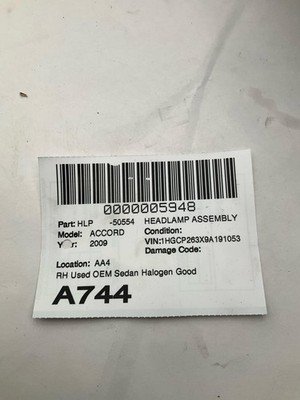 0000005948
Part: HLP -50554 HEADLAMP ASSEMBLY
Model: ACCORD Condition:
Year: 2009 VIN:1HGCP263X9A191053
Damage Code:
Location: AA4
RH Used OEM Sedan Halogen Good
A744